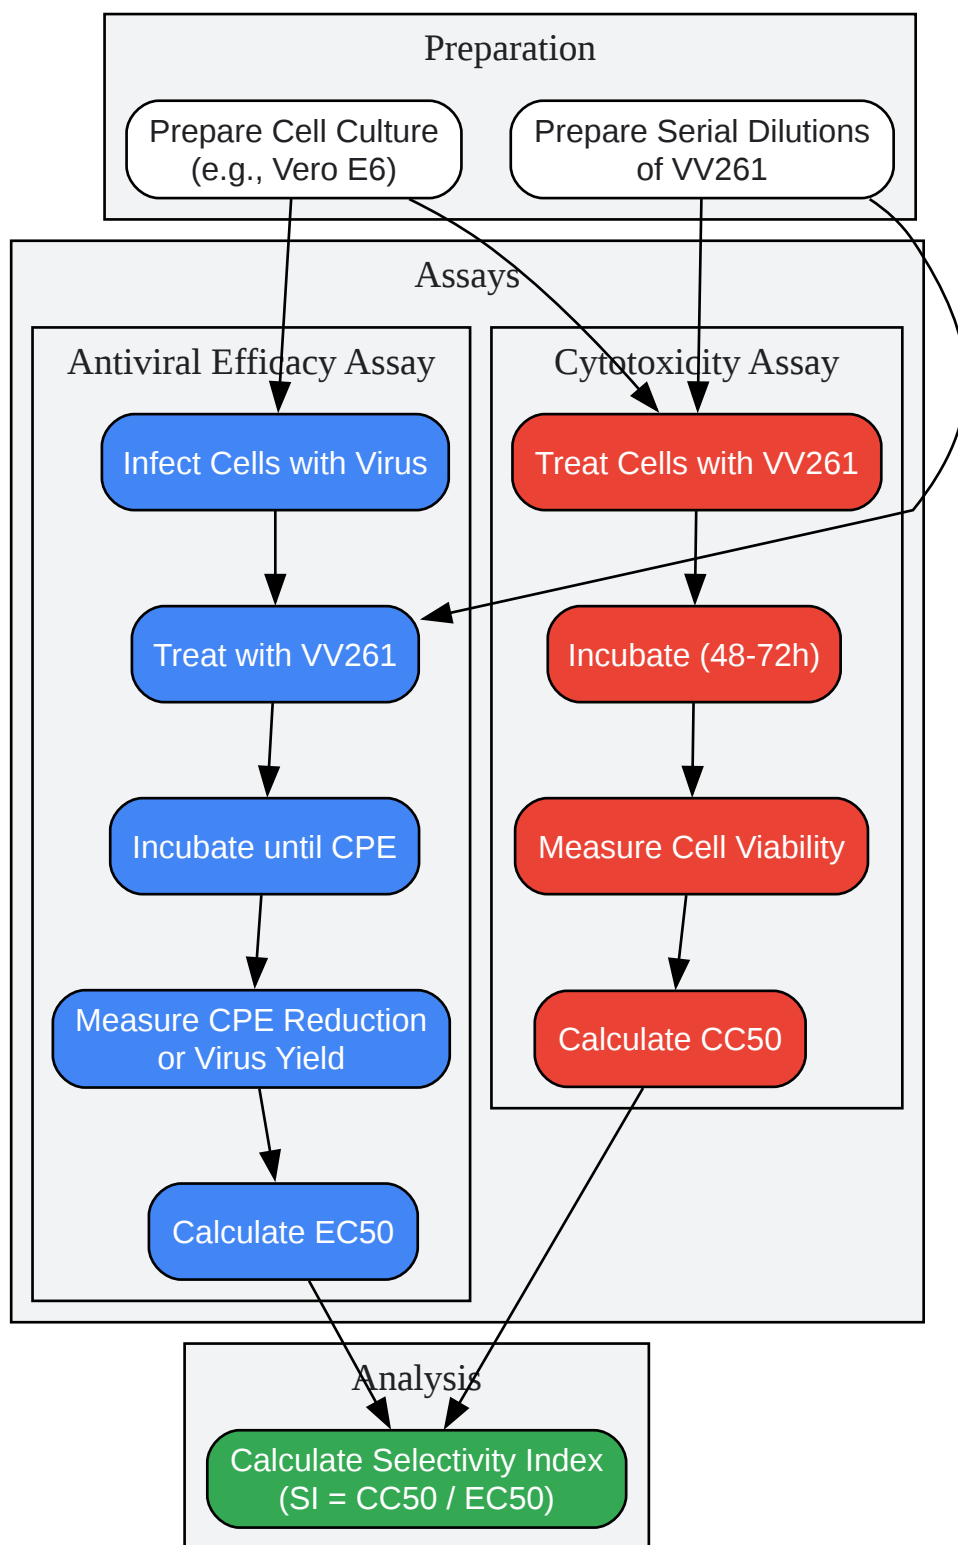 Preparation
Prepare Cell Culture
(e.g., Vero E6)
Prepare Serial Dilutions
of VV261
Assays
Antiviral Efficacy Assay
Infect Cells with Virus
Treat with VV261
Incubate until CPE
Measure CPE Reduction
or Virus Yield
Calculate EC50
Cytotoxicity Assay
Treat Cells with VV261
Incubate (48-72h)
Measure Cell Viability
Calculate CC50
Analysis
Calculate Selectivity Index
(SI = CC50 / EC50)